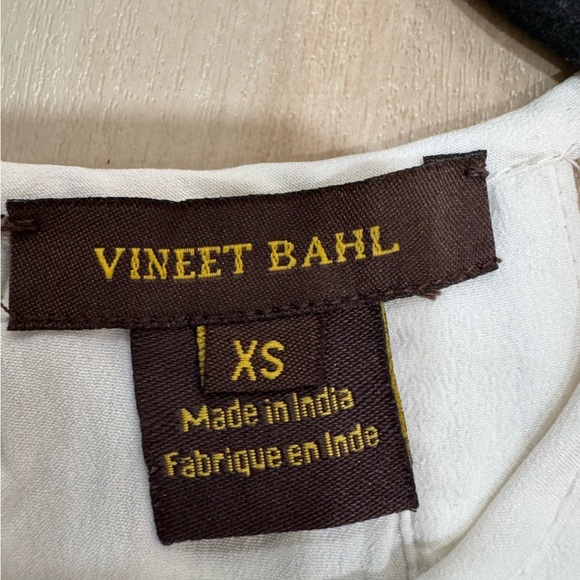 VINEET BAHL
XS
Made in India
Fabrique en Inde